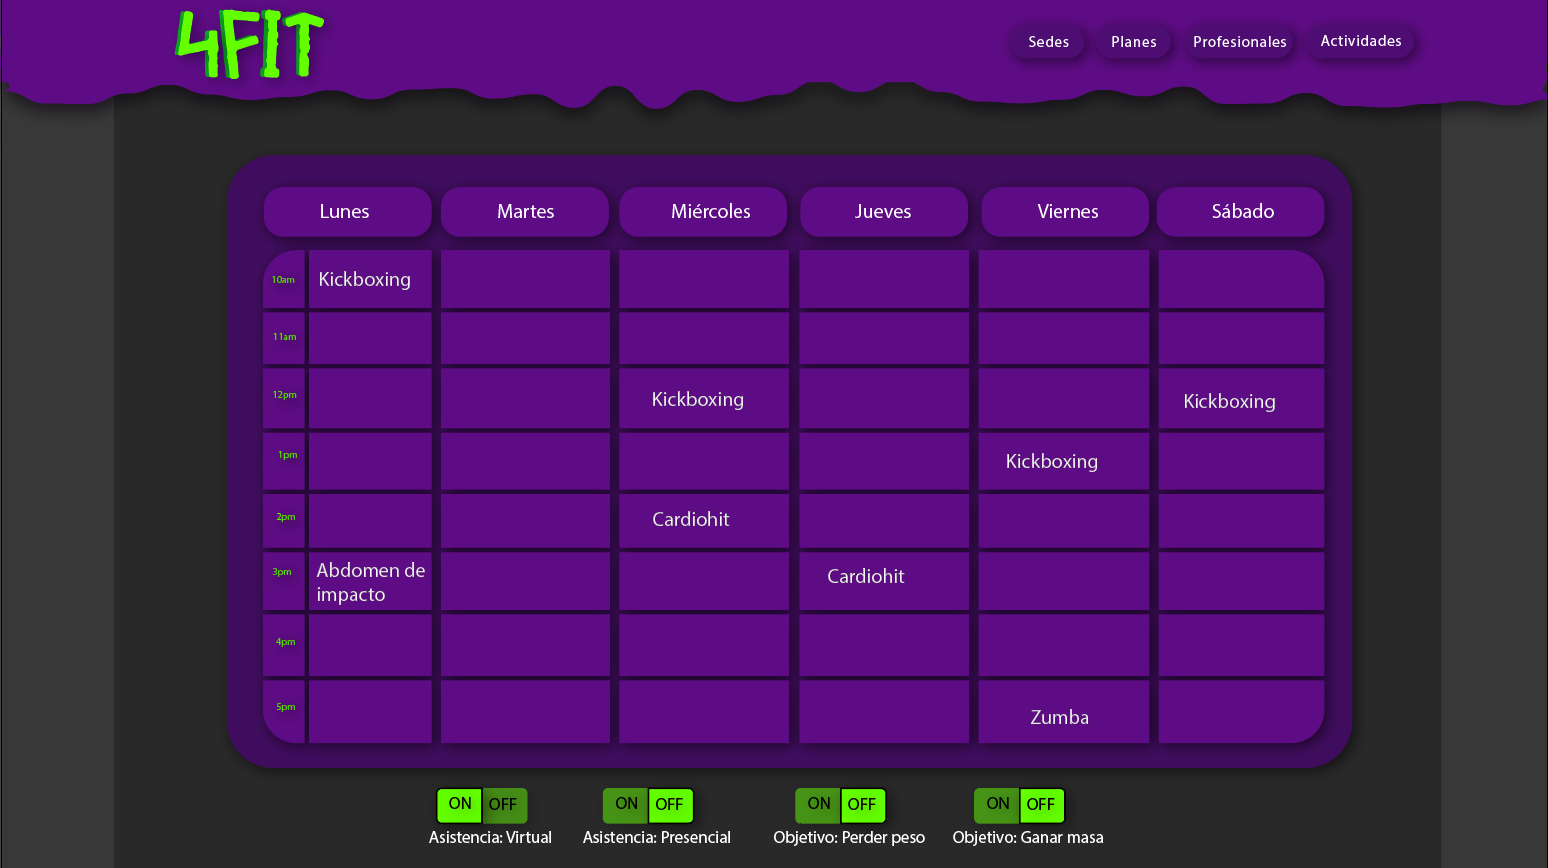 4FIT
Sedes Planes Profesionales Actividades
Lunes Martes Miércoles Jueves Viernes Sábado
10am Kickboxing
11am
12pm Kickboxing Kickboxing
1pm Kickboxing
2pm Cardiohit
3pm Abdomen de
impacto Cardiohit
4pm
5pm Zumba
ON OFF ON OFF ON OFF ON OFF
Asistencia: Virtual Asistencia: Presencial Objetivo: Perder peso Objetivo: Ganar masa